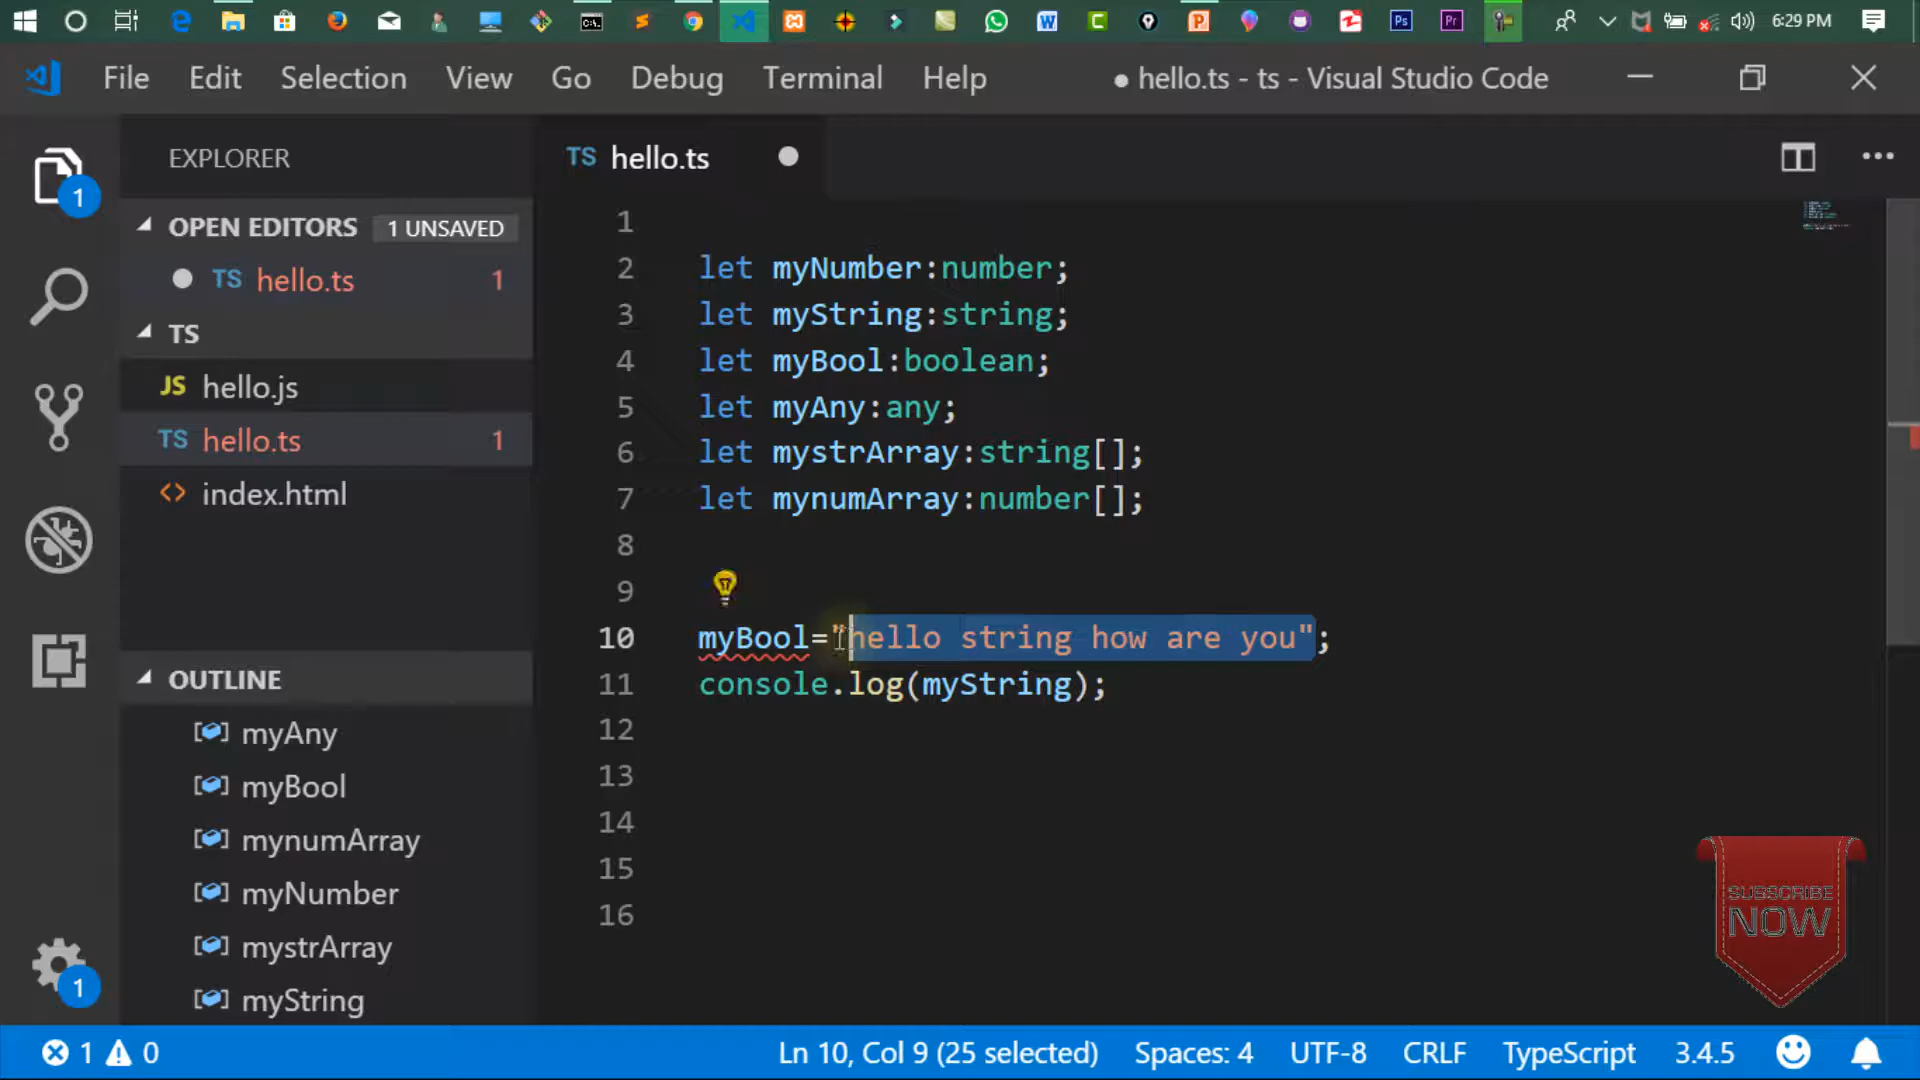 6:29 PM
File Edit Selection View Go Debug Terminal Help ● hello.ts - ts - Visual Studio Code
EXPLORER
OPEN EDITORS 1 UNSAVED
TS hello.ts 1
TS
JS hello.js
TS hello.ts 1
<> index.html
OUTLINE
myAny
myBool
mynumArray
myNumber
mystrArray
myString
TS hello.ts
1
2 let myNumber:number;
3 let myString:string;
4 let myBool:boolean;
5 let myAny:any;
6 let mystrArray:string[];
7 let mynumArray:number[];
8
9
10 myBool="hello string how are you";
11 console.log(myString);
12
13
14
15
16
SUBSCRIBE
NOW
1
1
1 0 Ln 10, Col 9 (25 selected) Spaces: 4 UTF-8 CRLF TypeScript 3.4.5